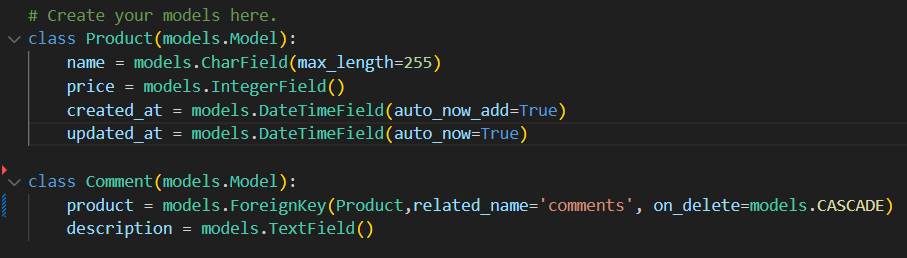 # Create your models here.
class Product(models.Model):
    name = models.CharField(max_length=255)
    price = models.IntegerField()
    created_at = models.DateTimeField(auto_now_add=True)
    updated_at = models.DateTimeField(auto_now=True)
class Comment(models.Model):
    product = models.ForeignKey(Product,related_name='comments', on_delete=models.CASCADE)
    description = models.TextField()